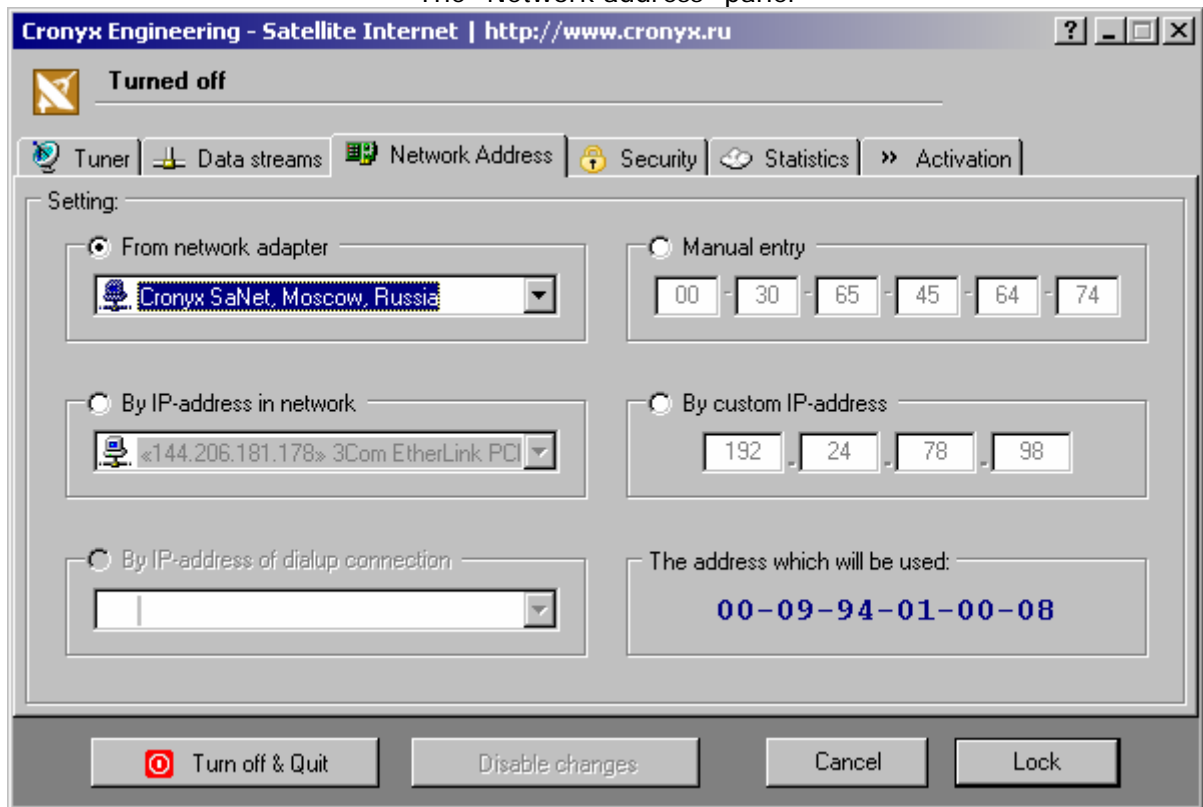 The "Network address" panel
Cronyx Engineering - Satellite Internet | http://www.cronyx.ru
Turned off
Tuner Data streams Network Address Security Statistics Activation
Setting:
From network adapter
Cronyx SaNet, Moscow, Russia
Manual entry
00 - 30 - 65 - 45 - 64 - 74
By IP-address in network
«144.206.181.178» 3Com EtherLink PCI
By custom IP-address
192 . 24 . 78 . 98
By IP-address of dialup connection
The address which will be used:
00-09-94-01-00-08
Turn off & Quit Disable changes Cancel Lock